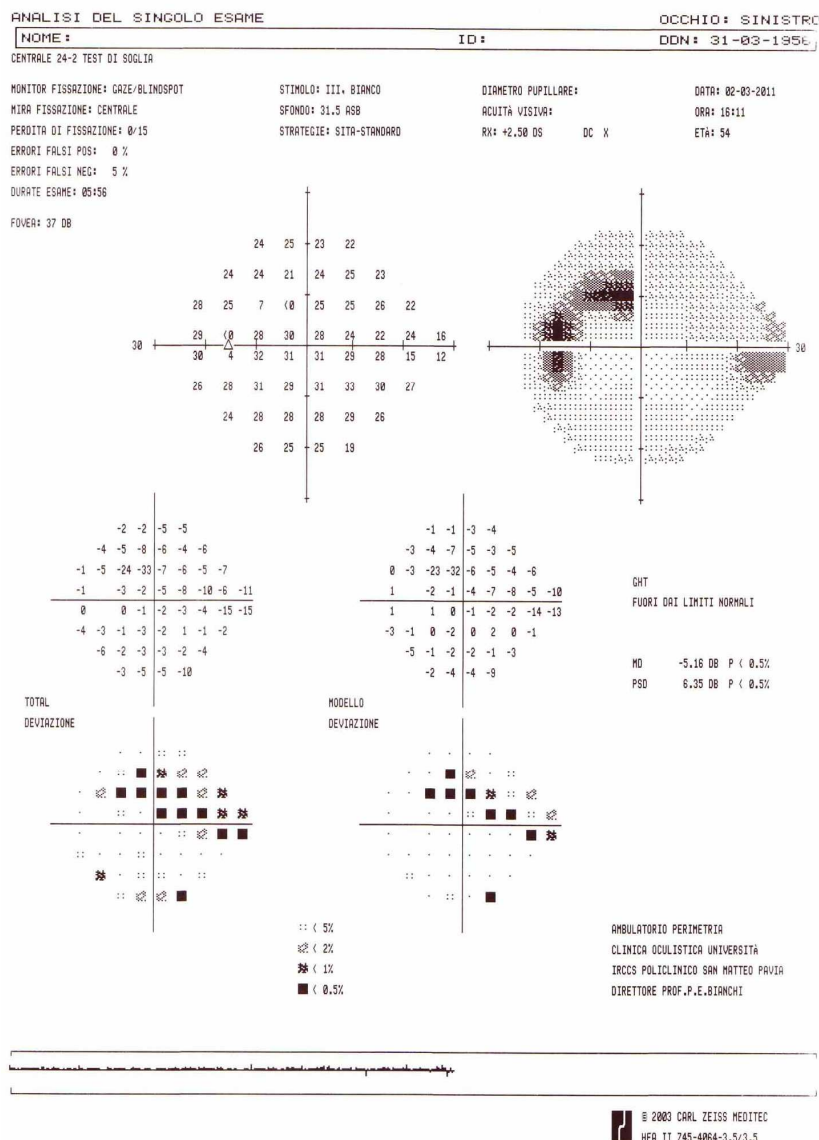 ANALISI DEL SINGOLO ESAME
OCCHIO: SINISTRO
NOME:
ID:
DDN: 31-03-1956
CENTRALE 24-2 TEST DI SOGLIA
MONITOR FISSAZIONE: GAZE/BLINDSPOT
STIMOLO: III, BIANCO
DIAMETRO PUPILLARE:
DATA: 02-03-2011
MIRA FISSAZIONE: CENTRALE
SFONDO: 31.5 ASB
ACUITÀ VISIVA:
ORA: 16:11
PERDITA DI FISSAZIONE: 0/15
STRATEGIE: SITA-STANDARD
RX: +2.50 DS DC X
ETÀ: 54
ERRORI FALSI POS: 0 %
ERRORI FALSI NEG: 5 %
DURATE ESAME: 05:56
FOVEA: 37 DB
24 25 23 22
24 24 21 24 25 23
28 25 7 (0 25 25 26 22
29 (0 28 30 28 24 22 24 16
30
30
30 4 32 31 31 29 28 15 12
26 28 31 29 31 33 30 27
24 28 28 28 29 26
26 25 25 19
-2 -2 -5 -5
-4 -5 -8 -6 -4 -6
-1 -5 -24 -33 -7 -6 -5 -7
-1 -3 -2 -5 -8 -10 -6 -11
0 0 -1 -2 -3 -4 -15 -15
-4 -3 -1 -3 -2 1 -1 -2
-6 -2 -3 -3 -2 -4
-3 -5 -5 -10
TOTAL
DEVIAZIONE
-1 -1 -3 -4
-3 -4 -7 -5 -3 -5
0 -3 -23 -32 -6 -5 -4 -6
1 -2 -1 -4 -7 -8 -5 -10
1 1 0 -1 -2 -2 -14 -13
-3 -1 0 -2 0 2 0 -1
-5 -1 -2 -2 -1 -3
-2 -4 -4 -9
MODELLO
DEVIAZIONE
GHT
FUORI DAI LIMITI NORMALI
MD -5.16 DB P < 0.5%
PSD 6.35 DB P < 0.5%
< 5%
< 2%
< 1%
< 0.5%
AMBULATORIO PERIMETRIA
CLINICA OCULISTICA UNIVERSITÀ
IRCCS POLICLINICO SAN MATTEO PAVIA
DIRETTORE PROF.P.E.BIANCHI
© 2003 CARL ZEISS MEDITEC
HFA II 745-4064-3.5/3.5